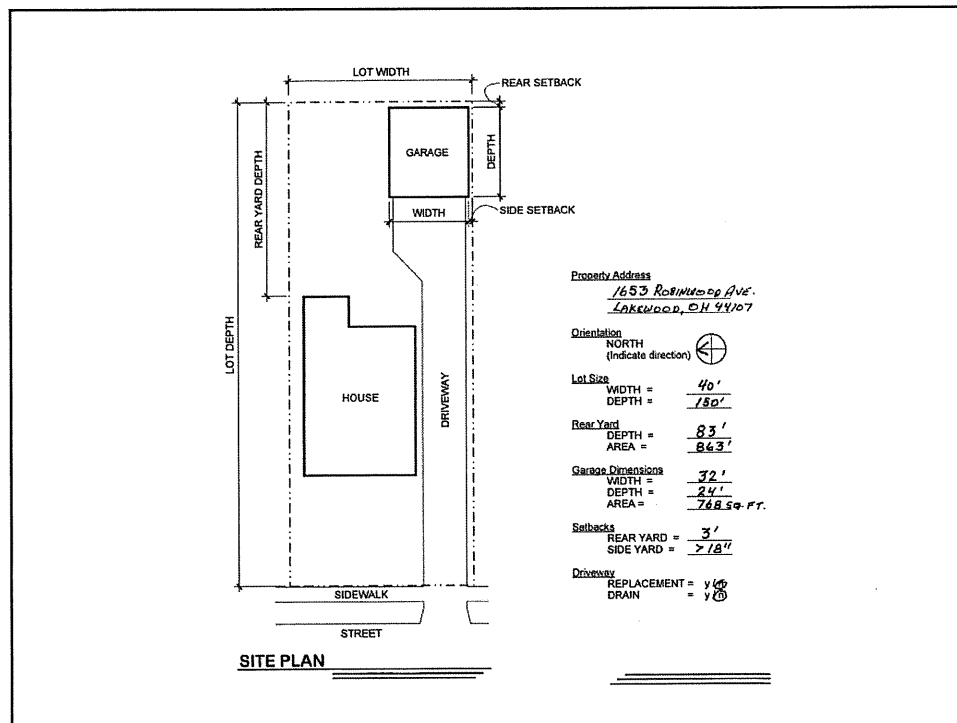 LOT WIDTH
REAR SETBACK
GARAGE
DEPTH
REAR YARD DEPTH
WIDTH
SIDE SETBACK
LOT DEPTH
HOUSE
DRIVEWAY
SIDEWALK
STREET
SITE PLAN
Property Address
1653 ROBINWOOD AVE.
LAKEWOOD, OH 44107
Orientation
NORTH
(Indicate direction)
Lot Size
WIDTH = 40'
DEPTH = 150'
Rear Yard
DEPTH = 83'
AREA = 863'
Garage Dimensions
WIDTH = 32'
DEPTH = 24'
AREA = 768 SQ. FT.
Setbacks
REAR YARD = 3'
SIDE YARD = >18"
Driveway
REPLACEMENT = y/n
DRAIN = y/n